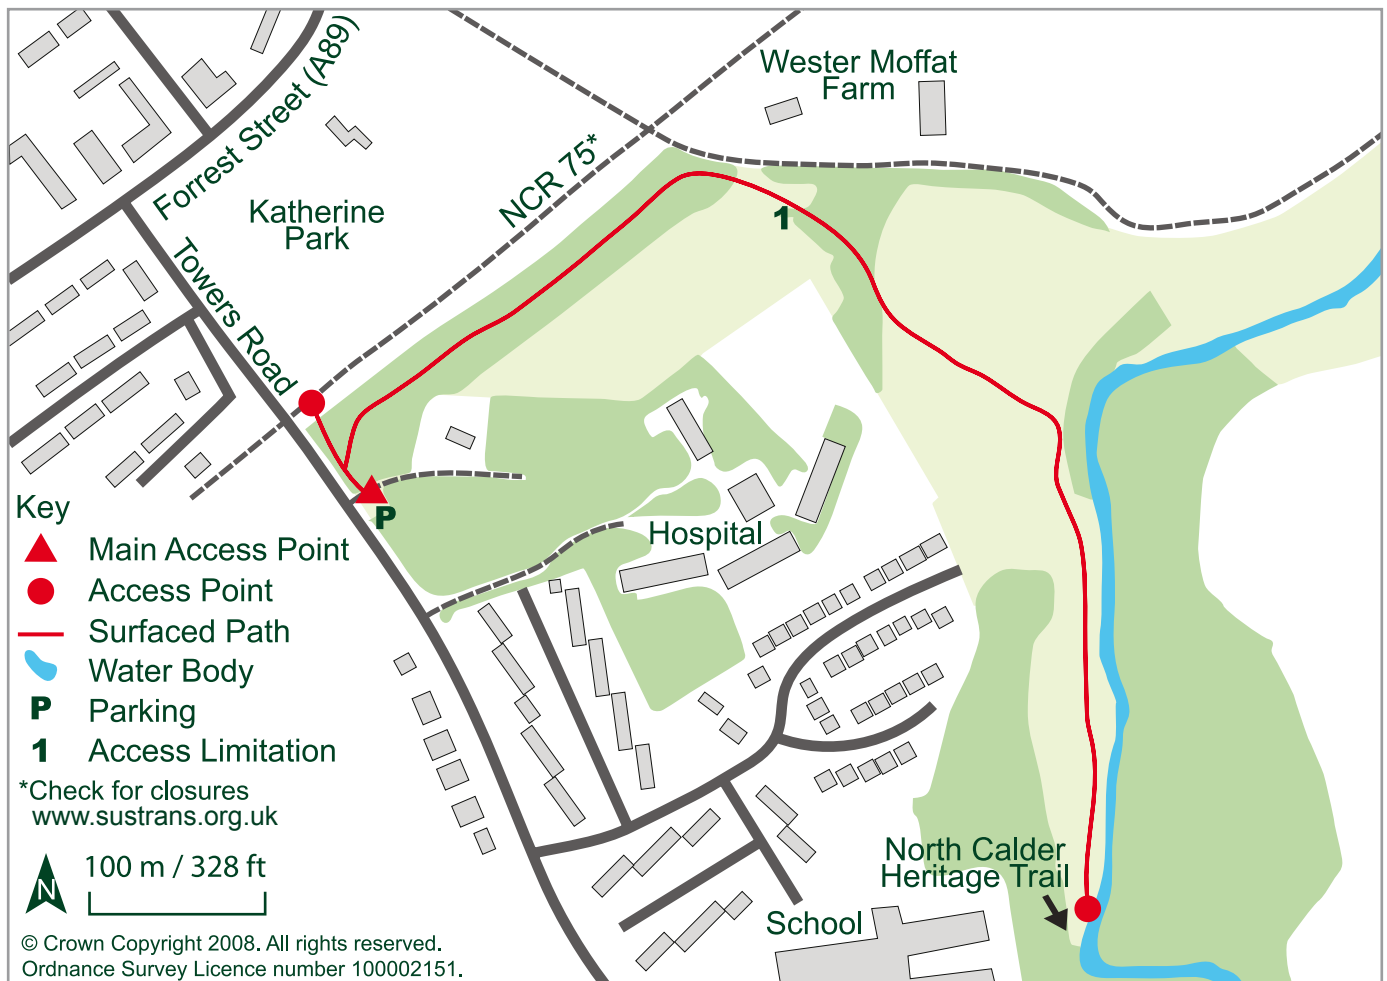 Wester Moffat
Farm
Forrest Street (A89)
NCR 75*
Katherine
Park
1
Towers Road
P
Hospital
Key
Main Access Point
Access Point
Surfaced Path
Water Body
P Parking
1 Access Limitation
*Check for closures
www.sustrans.org.uk
N
100 m / 328 ft
North Calder
Heritage Trail
School
© Crown Copyright 2008. All rights reserved.
Ordnance Survey Licence number 100002151.